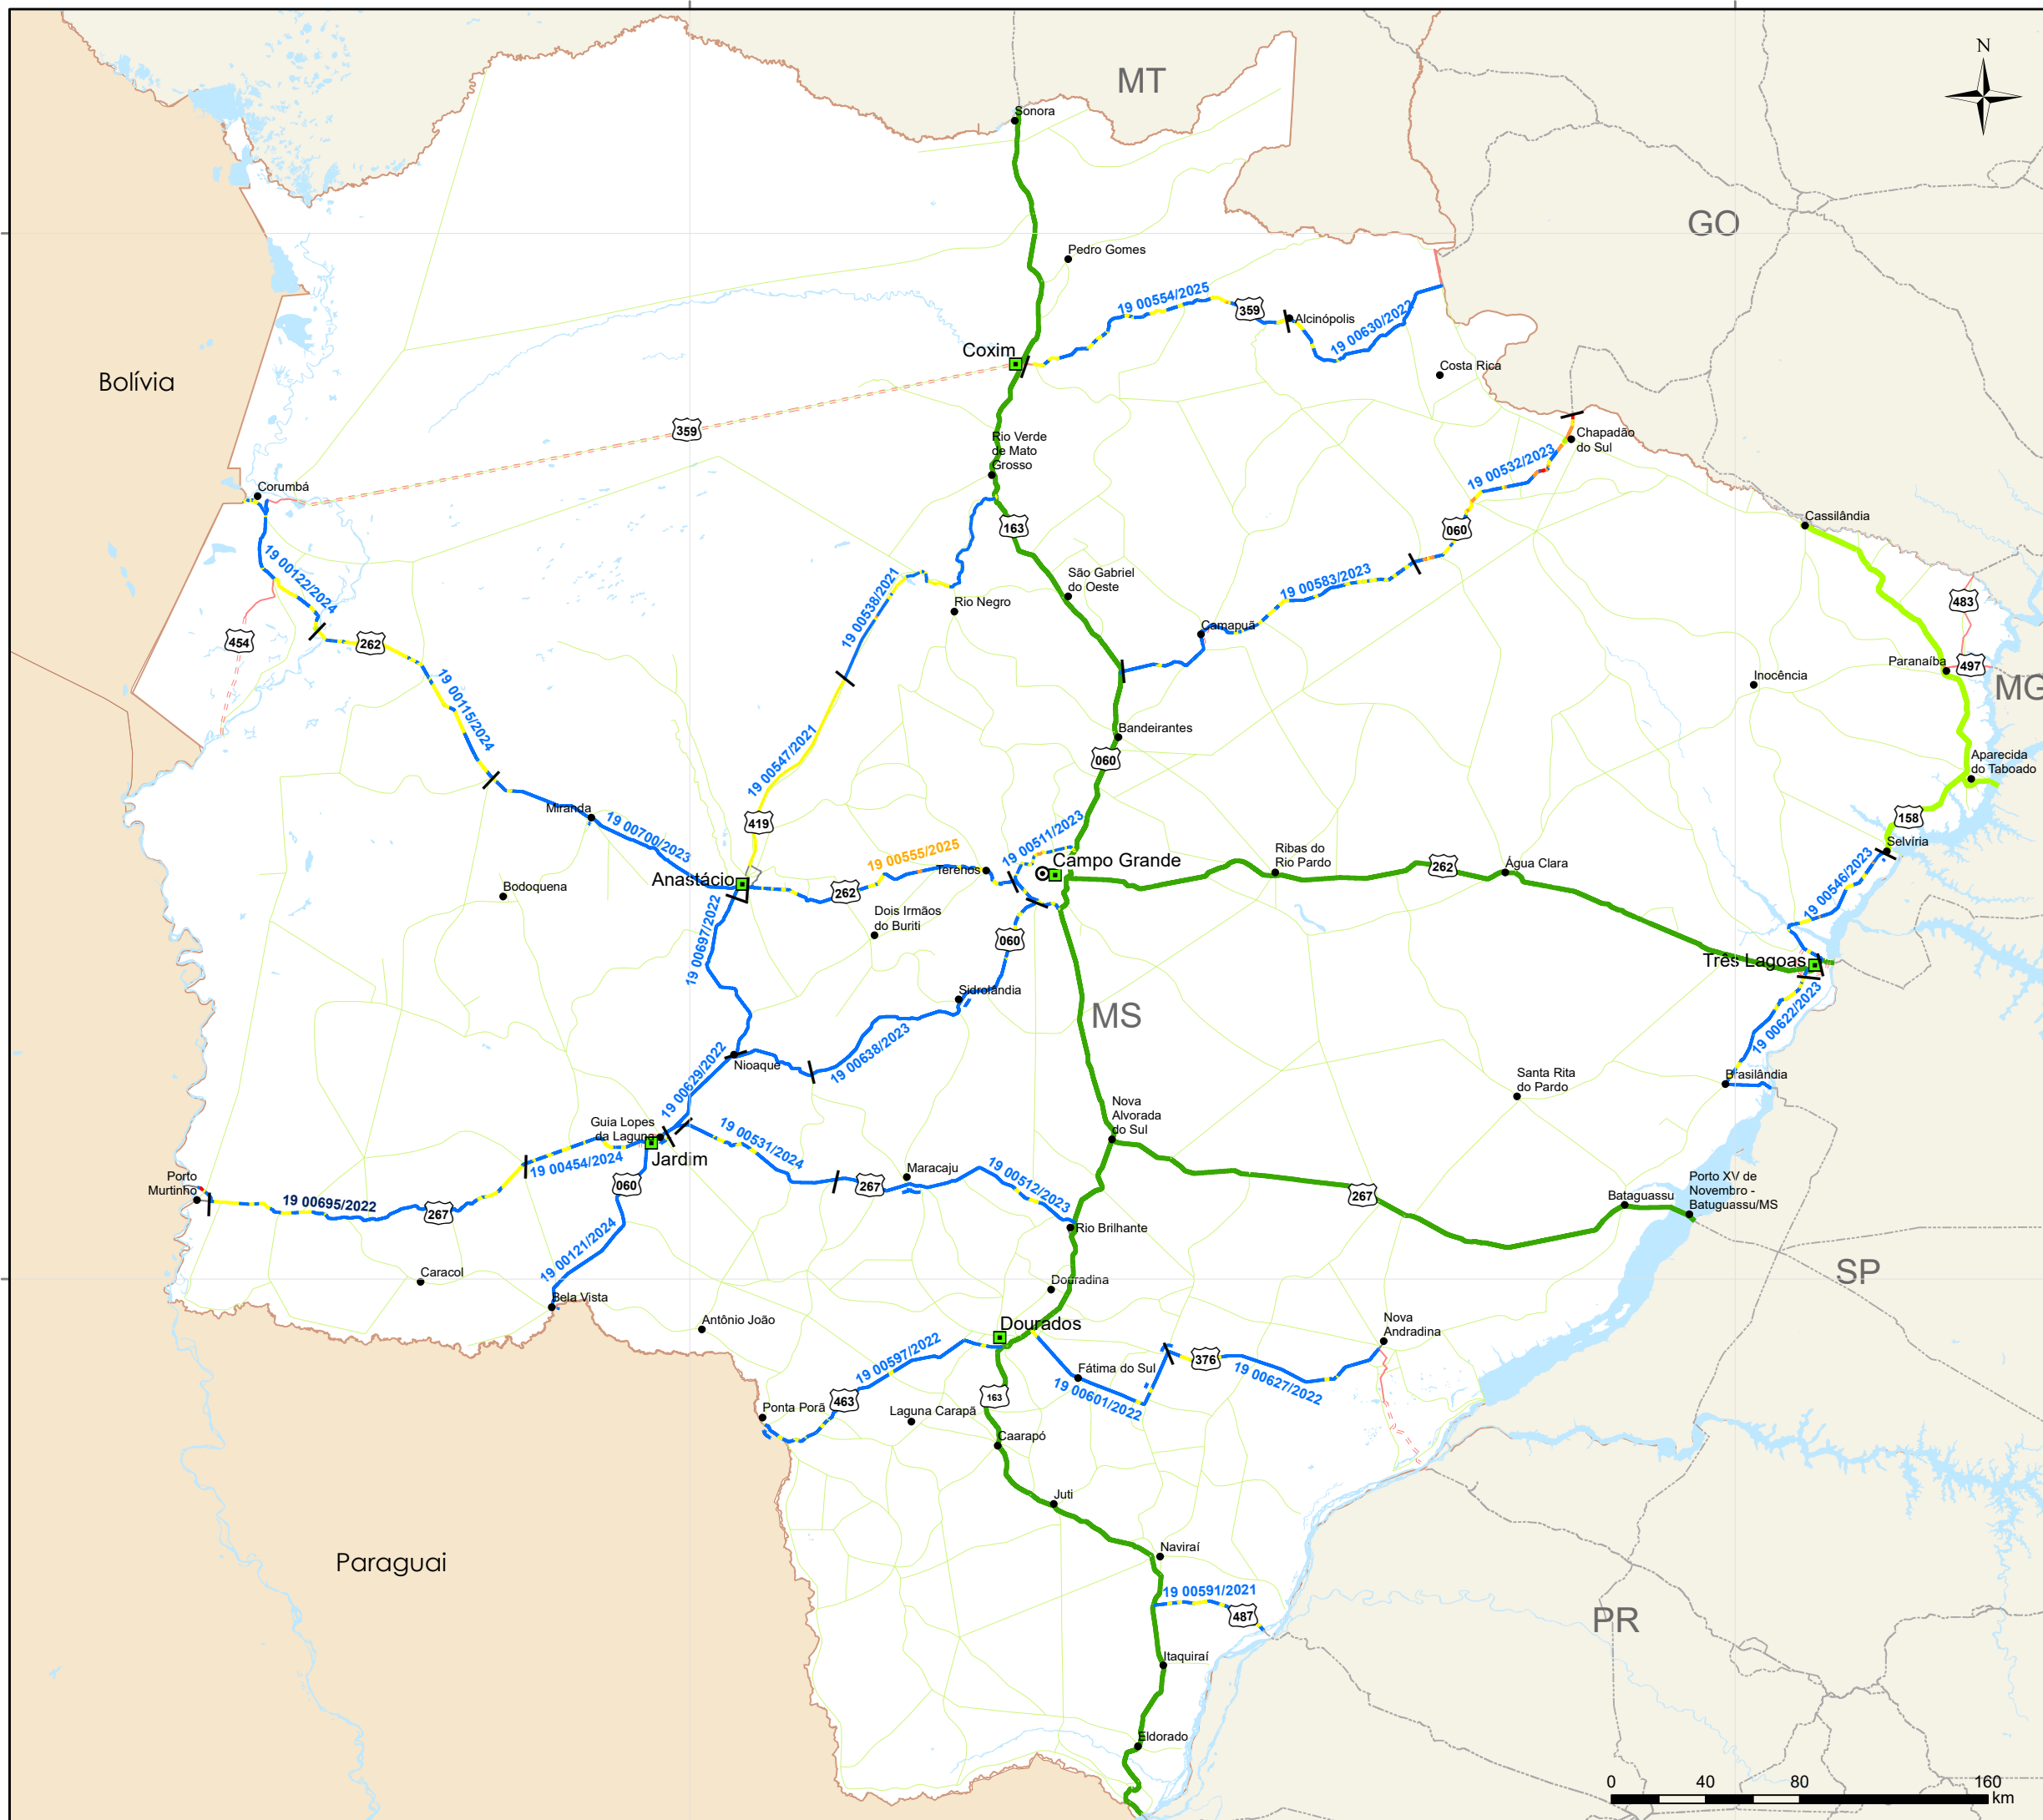 N
MT
Sonora
GO
Pedro Gomes
19 00554/2025
359
Alcinópolis
19 00630/2022
Coxim
Costa Rica
Bolívia
359
Rio Verde
de Mato
Grosso
Chapadão
do Sul
19 00532/2023
Corumbá
163
060
Cassilândia
19 00122/2024
São Gabriel
do Oeste
19 00583/2023
19 00538/2021
Rio Negro
483
454
262
Camapuã
Paranaíba
497
MG
Inocência
19 00115/2024
Bandeirantes
19 00547/2021
060
Aparecida
do Taboado
Miranda
419
19 00700/2023
19 00511/2023
158
Selvíria
19 00555/2025
Campo Grande
Ribas do
Rio Pardo
262
Água Clara
Terenos
Anastácio
262
Bodoquena
19 00546/2023
Dois Irmãos
do Buriti
19 00697/2022
060
Três Lagoas
Sidrolândia
MS
19 00622/2023
19 00638/2023
Nioaque
19 00629/2022
Brasilândia
Santa Rita
do Pardo
Nova
Alvorada
do Sul
Guia Lopes
da Laguna
19 00531/2024
Jardim
19 00454/2024
Porto
Murtinho
060
Maracaju
19 00512/2023
267
19 00695/2022
267
267
Bataguassu
Porto XV de
Novembro -
Batuguassu/MS
Rio Brilhante
19 00121/2024
Caracol
SP
Douradina
Bela Vista
Antônio João
Dourados
Nova
Andradina
19 00597/2022
Fátima do Sul
376
19 00627/2022
19 00601/2022
463
163
Ponta Porã
Laguna Carapã
Caarapó
Juti
Naviraí
Paraguai
19 00591/2021
487
PR
Itaquiraí
Eldorado
0 40 80 160
km